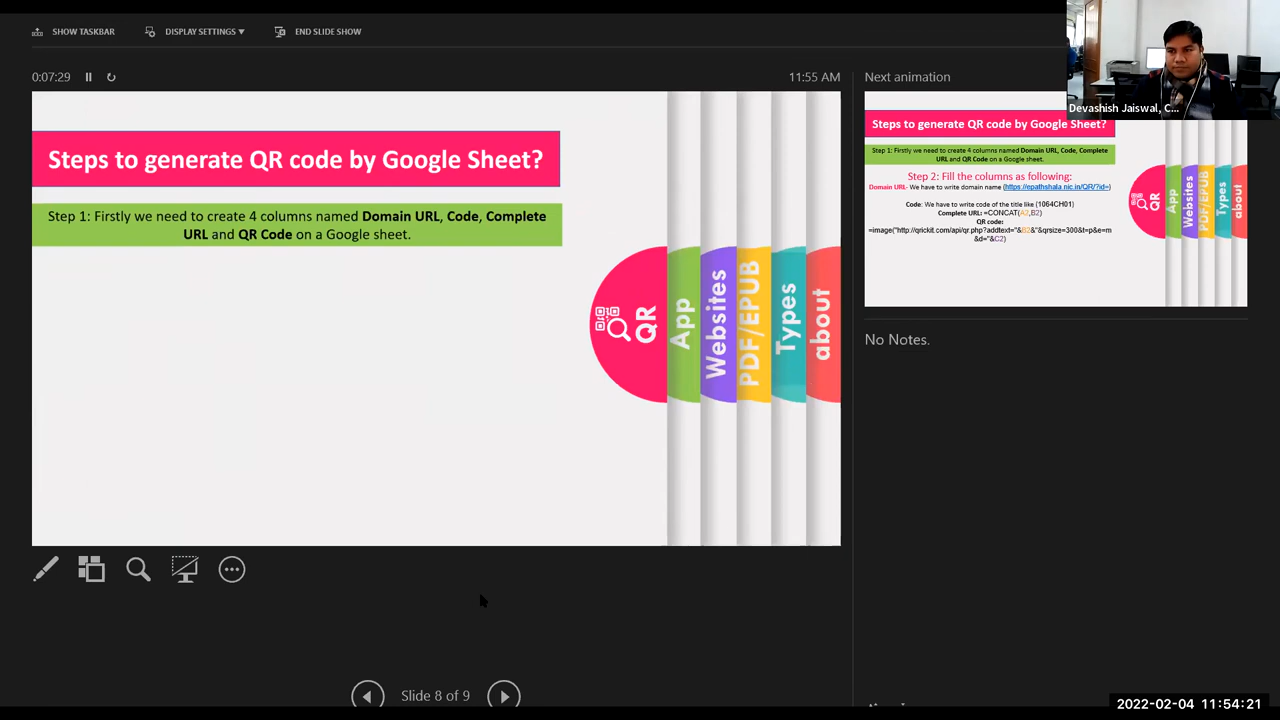 SHOW TASKBAR
DISPLAY SETTINGS ▼
END SLIDE SHOW
0:07:29
11:55 AM
Steps to generate QR code by Google Sheet?
Step 1: Firstly we need to create 4 columns named Domain URL, Code, Complete
URL and QR Code on a Google sheet.
QR
App
Websites
PDF/EPUB
Types
about
Slide 8 of 9
Next animation
Devashish Jaiswal, C...
Steps to generate QR code by Google Sheet?
Step 1: Firstly we need to create 4 columns named Domain URL, Code, Complete
URL and QR Code on a Google sheet.
Step 2: Fill the columns as following:
Domain URL- We have to write domain name (https://epathshala.nic.in/QR/?id=)
Code: We have to write code of the title like (1064CH01)
Complete URL: =CONCAT(A2,B2)
QR code:
=image("http://qrickit.com/api/qr.php?addtext="&B2&"&qrsize=300&t=p&e=m
&d="&C2)
QR
App
Websites
PDF/EPUB
Types
about
No Notes.
2022-02-04 11:54:21